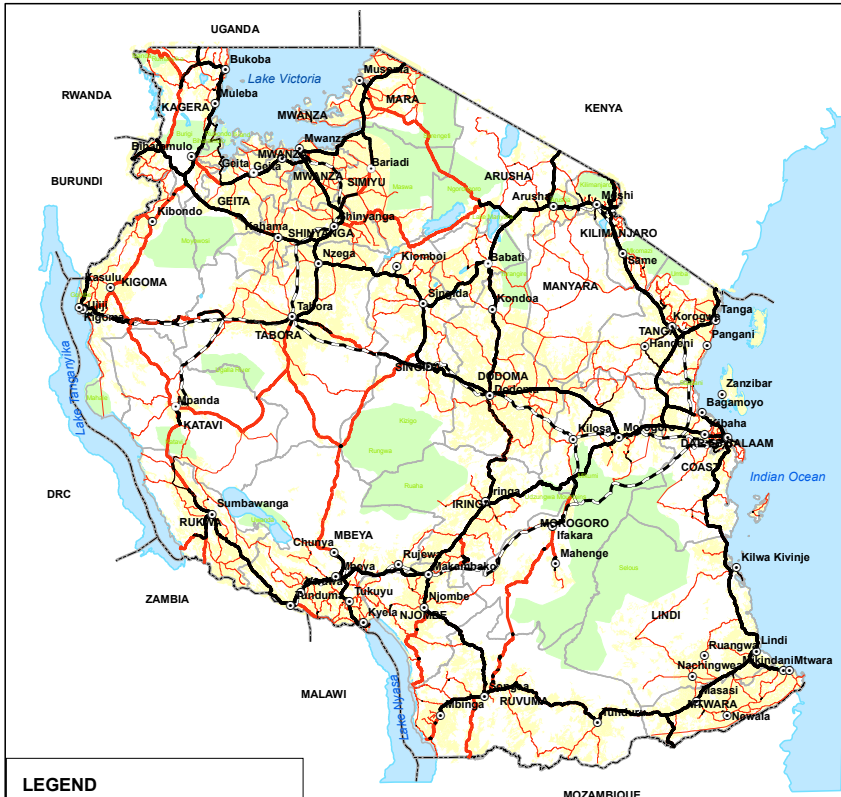 UGANDA
Bukoba
Lake Victoria
Musoma
RWANDA
KAGERA
Muleba
MARA
MWANZA
KENYA
Mwanza
Biharamulo
Geita
Geita
MWANZA
MWANZA
Bariadi
SIMIYU
ARUSHA
Arusha
Moshi
BURUNDI
GEITA
Kibondo
Shinyanga
SHINYANGA
Kahama
KILIMANJARO
Nzega
Kiomboi
Babati
Same
Kasulu
KIGOMA
MANYARA
Ujiji
Kigoma
Singida
Kondoa
Tabora
TABORA
Tanga
Korogwe
TANGA
Pangani
Handeni
SINGIDA
DODOMA
Dodoma
Zanzibar
Lake Tanganyika
Mpanda
KATAVI
Kizigo
Bagamoyo
Kibaha
Kilosa
Morogoro
DAR ES SALAAM
COAST
Rungwa
Indian Ocean
Ruaha
DRC
Iringa
IRINGA
Sumbawanga
RUKWA
MOROGORO
Ifakara
Chunya
MBEYA
Rujewa
Mahenge
Selous
Kilwa Kivinje
Mbeya
Makambako
ZAMBIA
Tunduma
Tukuyu
Njombe
NJOMBE
Kyela
LINDI
Ruangwa
Lindi
Nachingwea
Mikindani
Mtwara
MALAWI
Lake Nyasa
Songea
RUVUMA
Masasi
MTWARA
Mbinga
Tunduru
Newala
LEGEND
MOZAMBIQUE